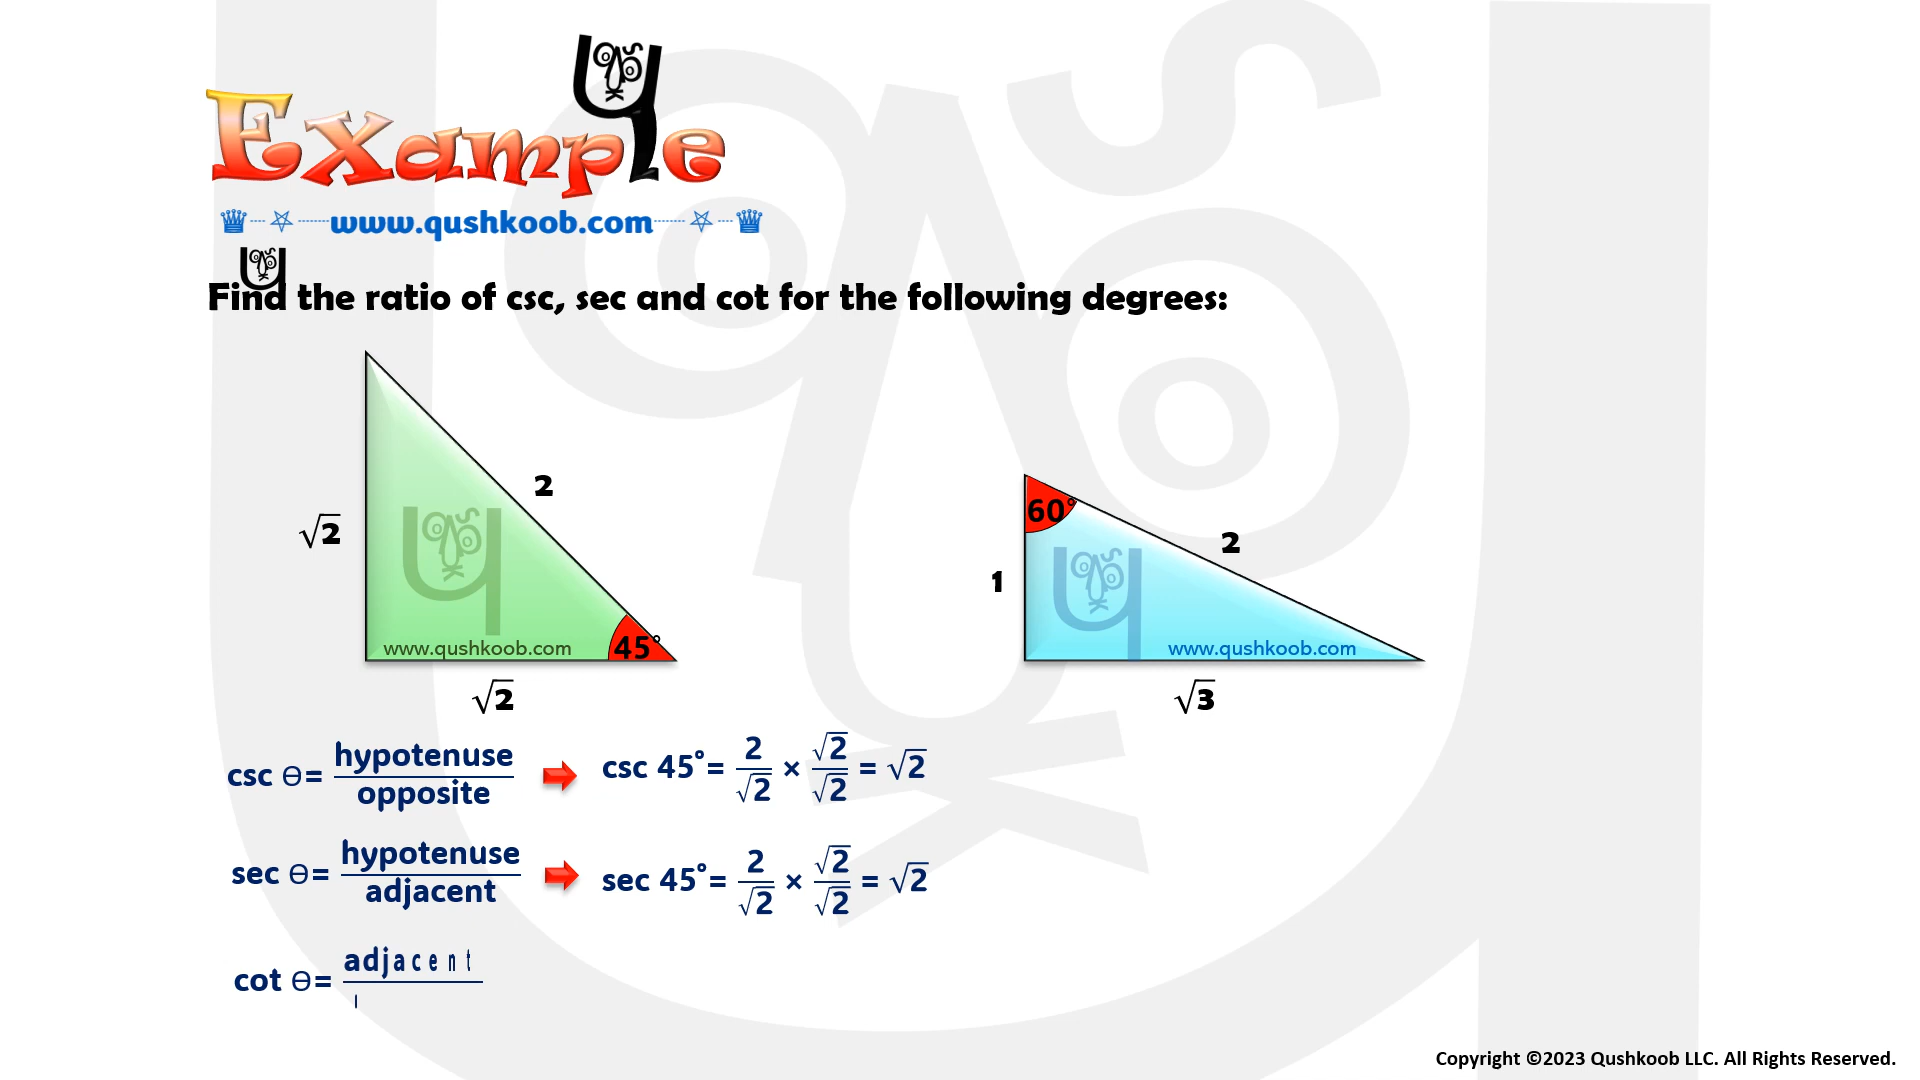 Example
www.qushkoob.com
Find the ratio of csc, sec and cot for the following degrees:
√2
2
45°
www.qushkoob.com
√2
60°
2
1
www.qushkoob.com
√3
csc Θ= hypotenuse/opposite ➡ csc 45°= 2/√2 × √2/√2 = √2
sec Θ= hypotenuse/adjacent ➡ sec 45°= 2/√2 × √2/√2 = √2
cot Θ= adjacent
Copyright ©2023 Qushkoob LLC. All Rights Reserved.